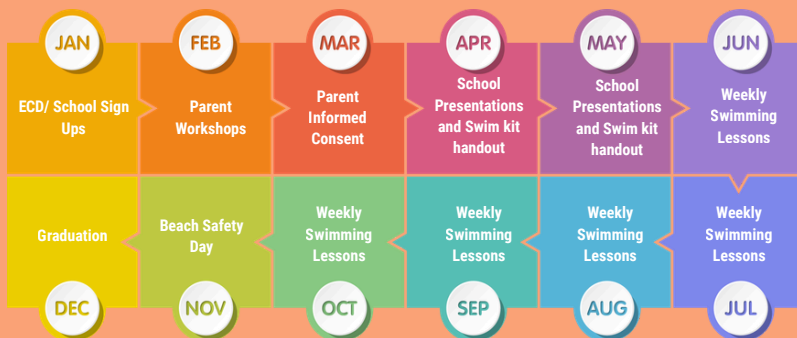 JAN
ECD/ School Sign
Ups
FEB
Parent
Workshops
MAR
Parent
Informed
Consent
APR
School
Presentations
and Swim kit
handout
MAY
School
Presentations
and Swim kit
handout
JUN
Weekly
Swimming
Lessons
Weekly
Swimming
Lessons
JUL
Weekly
Swimming
Lessons
AUG
Weekly
Swimming
Lessons
SEP
Weekly
Swimming
Lessons
OCT
Beach Safety
Day
NOV
Graduation
DEC